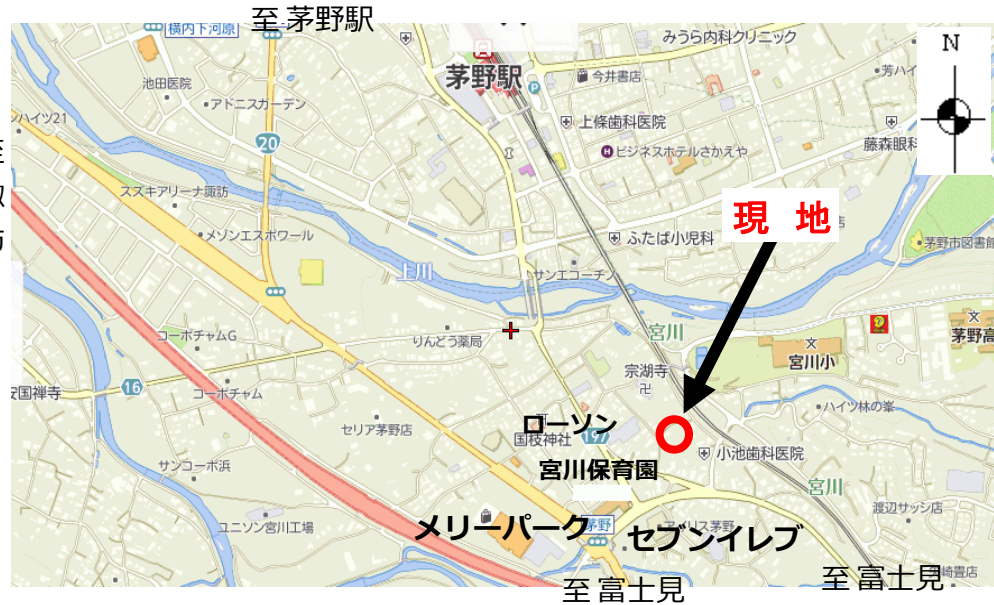 至 茅野駅
横内下河原
みうら内科クリニック
N
茅野駅
P
今井書店
池田医院
アドニスガーデン
20
上條歯科医院
H ビジネスホテルさかえや
藤森眼科
スズキアリーナ諏訪
現 地
メゾンエスポワール
ふたば小児科
茅野市図書館
上川
サンエコーチン
宮川
コーポチャムG
りんどう薬局
文
宮川小
文
宗湖寺
安国禅寺
16
コーポチャム
ハイツ林の峯
ローソン
セリア茅野店
国枝神社
197
小池歯科医院
サンコーポ浜
宮川保育園
宮川
渡辺サッシ店
ユニソン宮川工場
メリーパーク
茅野
セブンイレブ
至 富士見
至 富士見